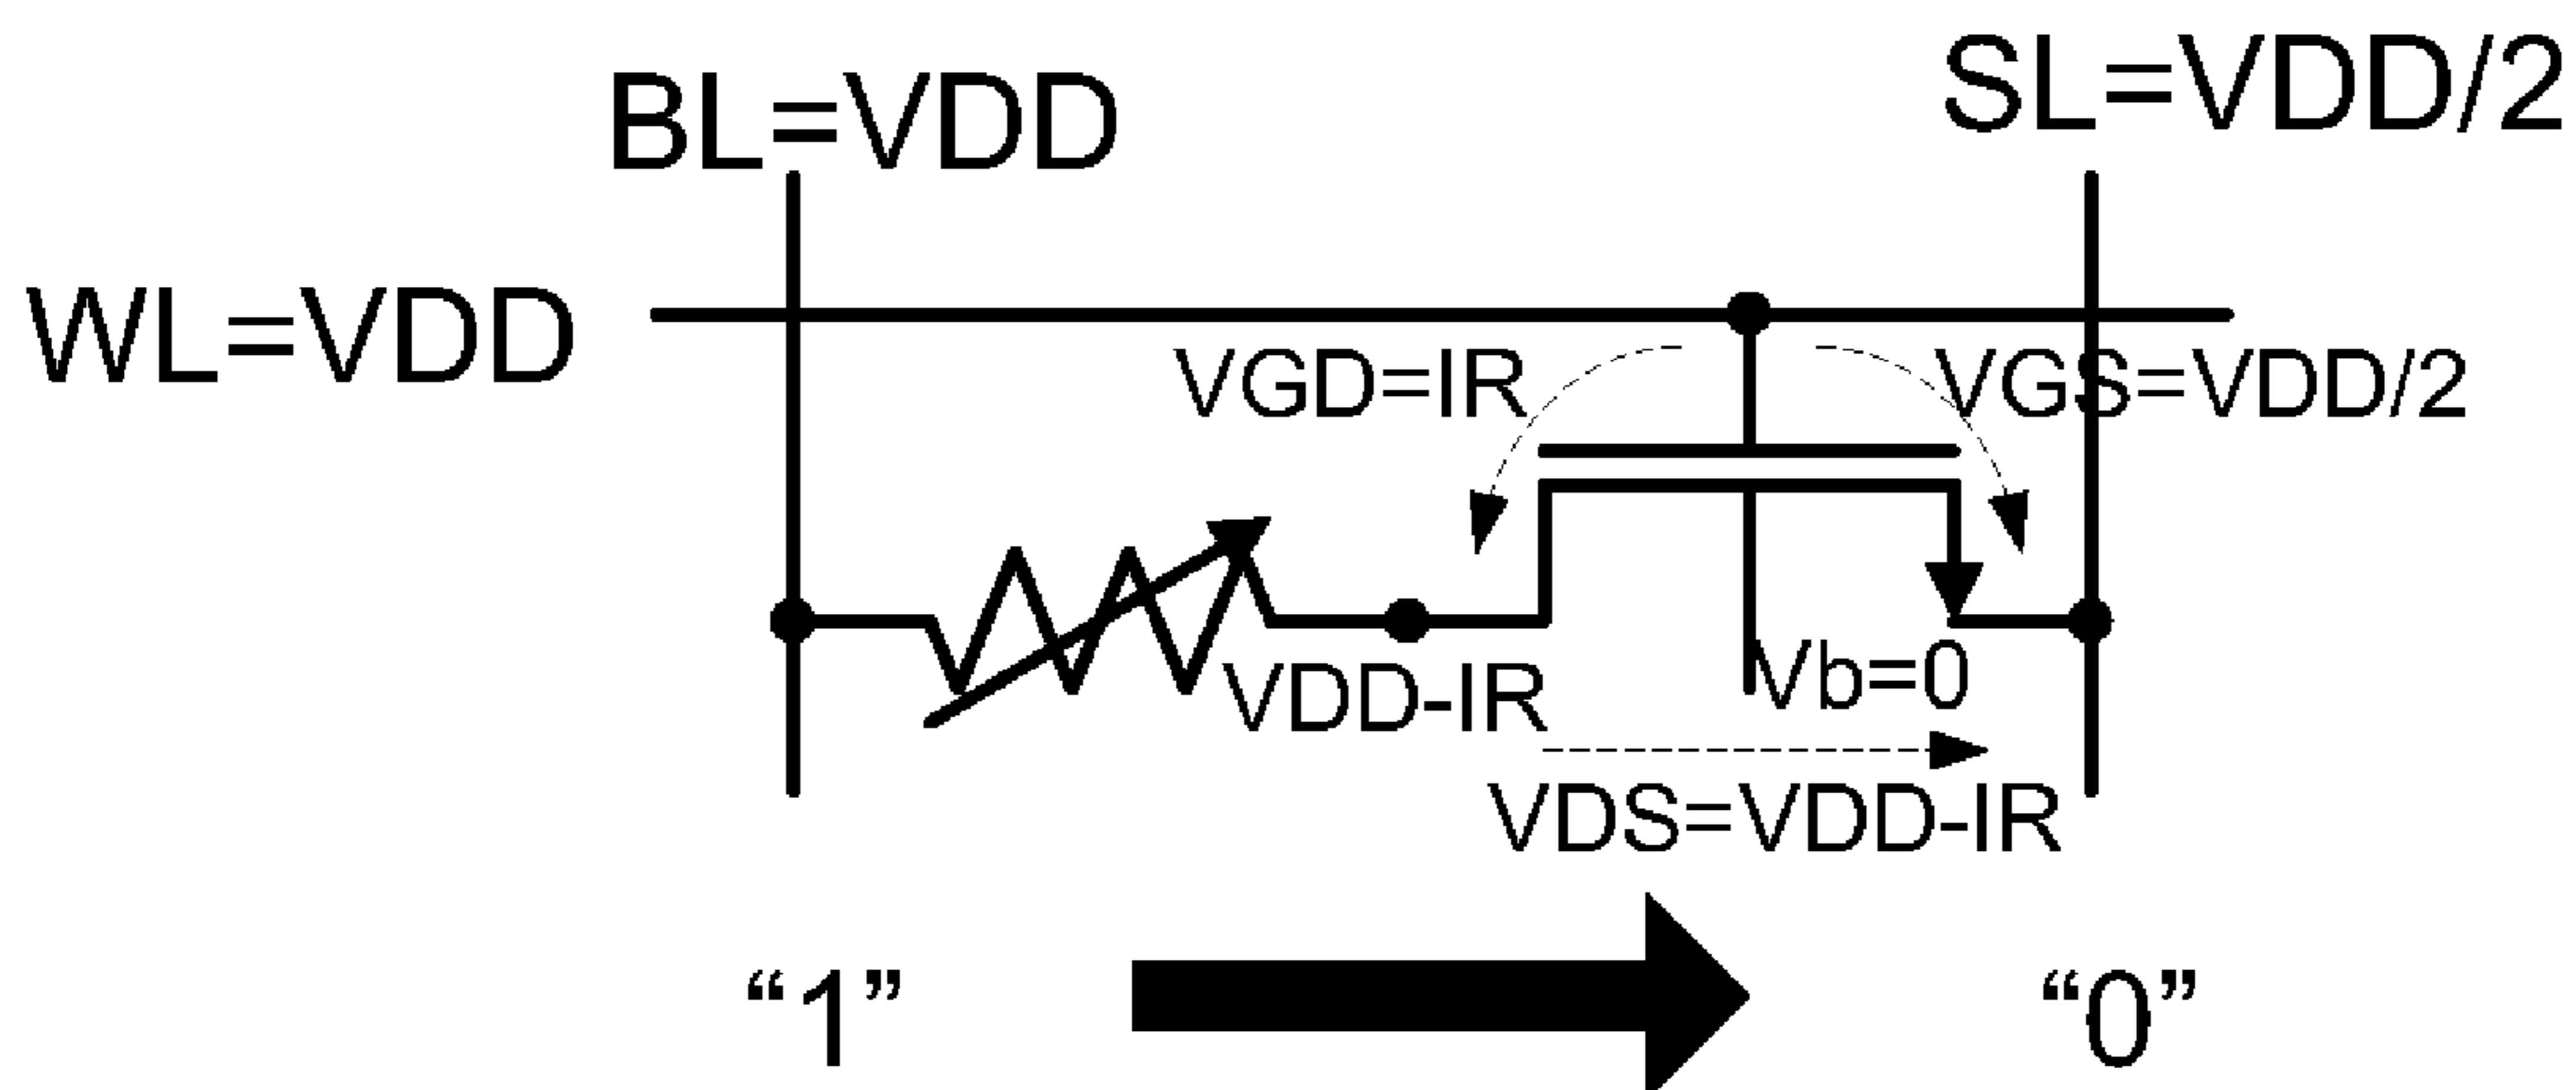 SL=VDD/2
BL=VDD
WL=VDD
VGD=IR
VGS=VDD/2
VDD-IR
Vb=0
VDS=VDD-IR
“1”
“0”